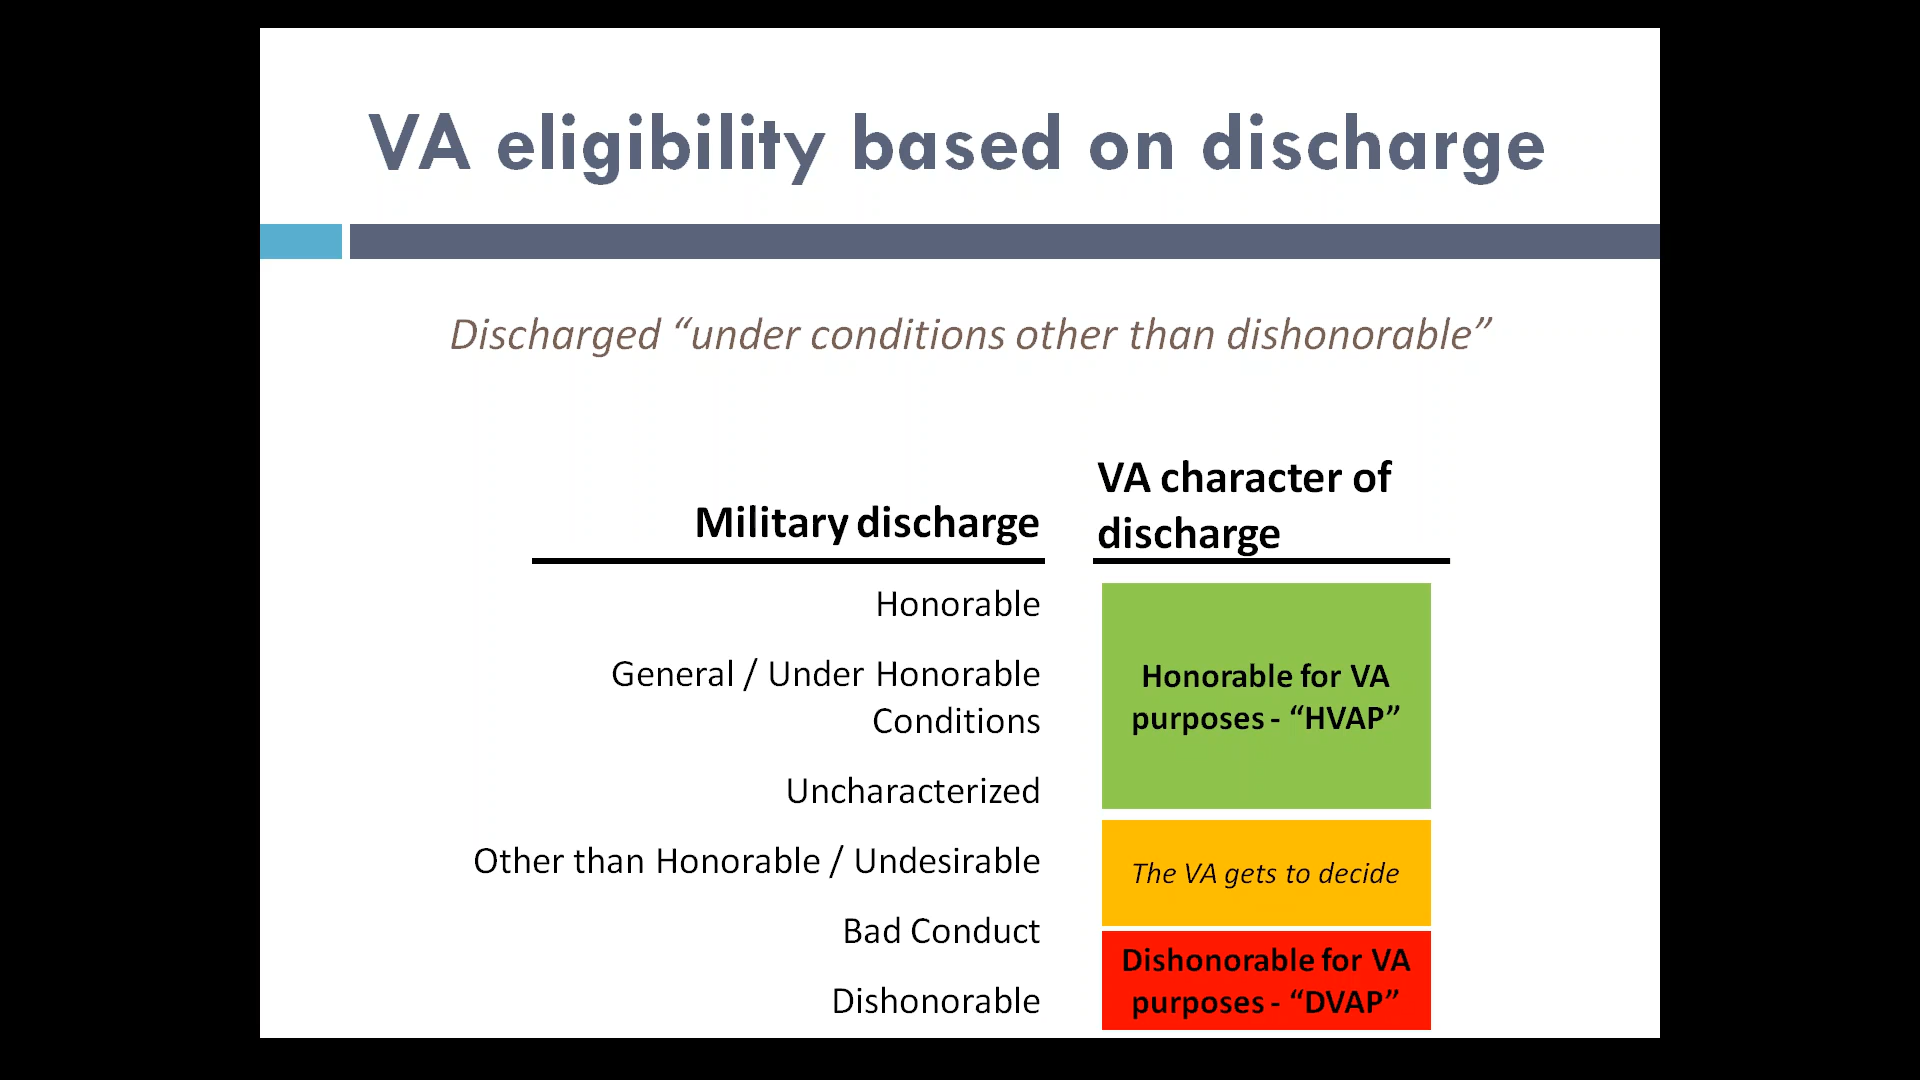 VA eligibility based on discharge
Discharged “under conditions other than dishonorable”
Military discharge
VA character of
discharge
Honorable
General / Under Honorable
Conditions
Uncharacterized
Other than Honorable / Undesirable
Bad Conduct
Dishonorable
Honorable for VA
purposes - “HVAP”
The VA gets to decide
Dishonorable for VA
purposes - “DVAP”